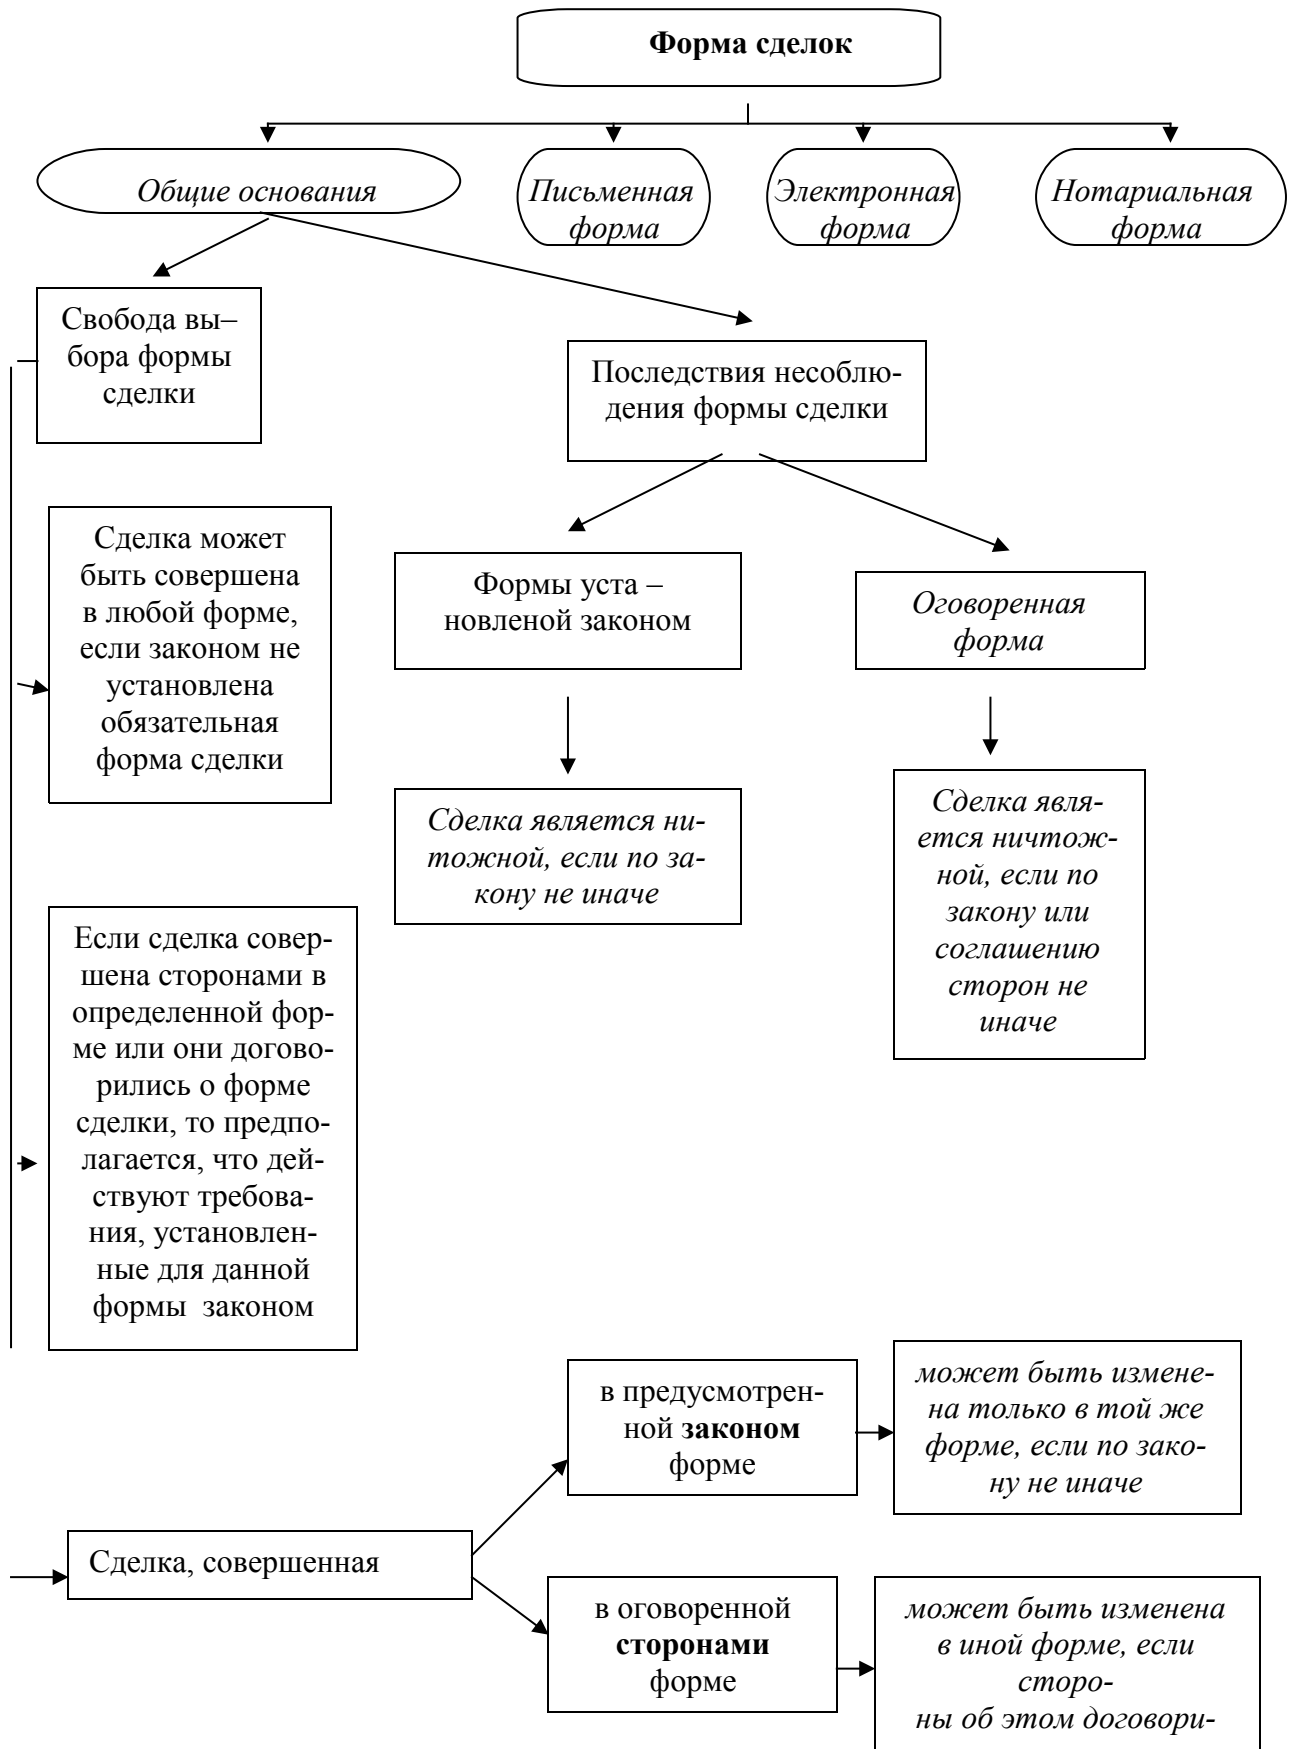 Форма сделок
Общие основания
Письменная
форма
Электронная
форма
Нотариальная
форма
Свобода вы–
бора формы
сделки
Последствия несоблю-
дения формы сделки
Сделка может
быть совершена
в любой форме,
если законом не
установлена
обязательная
форма сделки
Формы уста –
новленой законом
Оговоренная
форма
Сделка является ни-
тожной, если по за-
кону не иначе
Сделка явля-
ется ничтож-
ной, если по
закону или
соглашению
сторон не
иначе
Если сделка совер-
шена сторонами в
определенной фор-
ме или они догово-
рились о форме
сделки, то предпо-
лагается, что дей-
ствуют требова-
ния, установлен-
ные для данной
формы законом
в предусмотрен-
ной законом
форме
может быть измене-
на только в той же
форме, если по зако-
ну не иначе
Сделка, совершенная
в оговоренной
сторонами
форме
может быть изменена
в иной форме, если
сторо-
ны об этом договори-